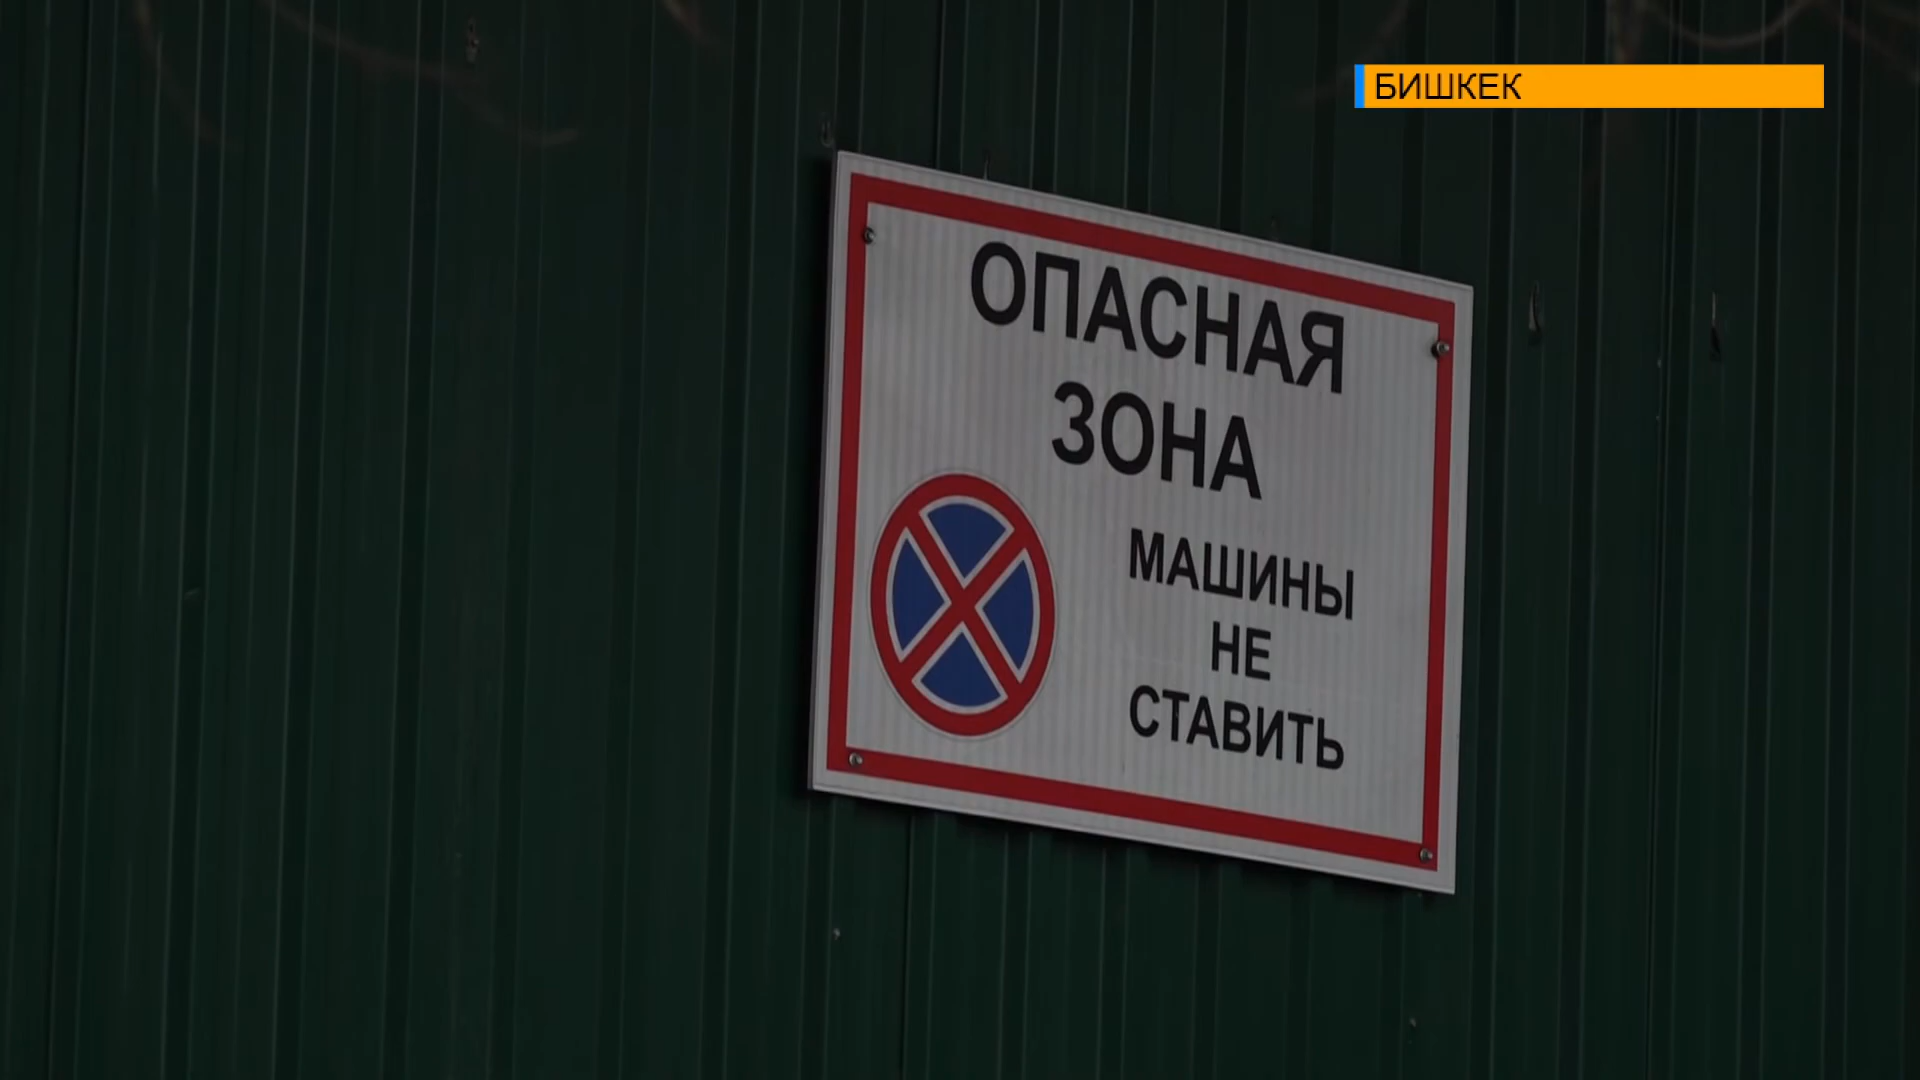 БИШКЕК
ОПАСНАЯ
ЗОНА
МАШИНЫ
НЕ
СТАВИТЬ